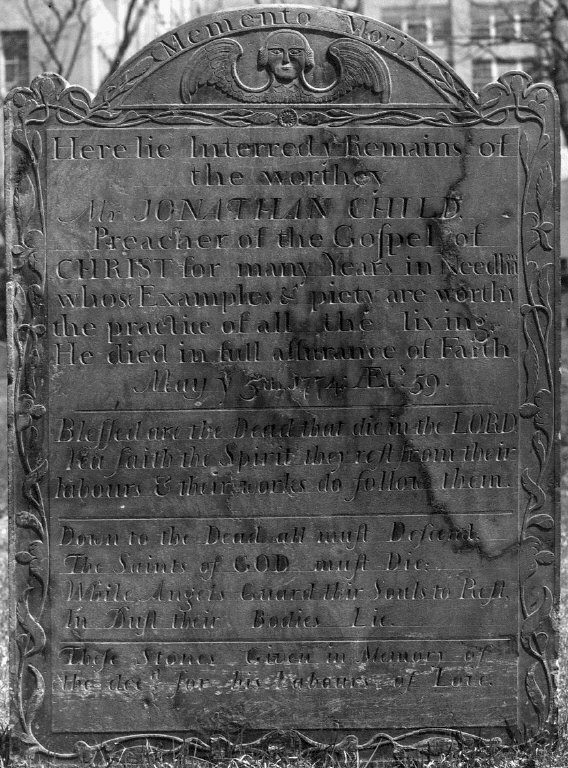 Memento Mori
Here lie Interred yᵉ Remains of
the worthey
Mr. JONATHAN CHILD.
Preacher of the Goſpel of
CHRIST for many Years in Needhᵐ
whose Examples & piety are worthy
the practice of all the living.
He died in full aſſurance of Faith
May yᵉ 5ᵗʰ, 1774. Ætˢ 59.
Bleſſed are the Dead that die in the LORD
Yea ſaith the Spirit they reſt from their
labours & their works do follow them.
Down to the Dead all muſt Deſcend.
The Saints of GOD muſt Die;
While Angels Guard thir Souls to Reſt,
In Duſt their Bodies Lie.
Theſe Stones Given in Memory of
the decᵈ for his Labours of Love.